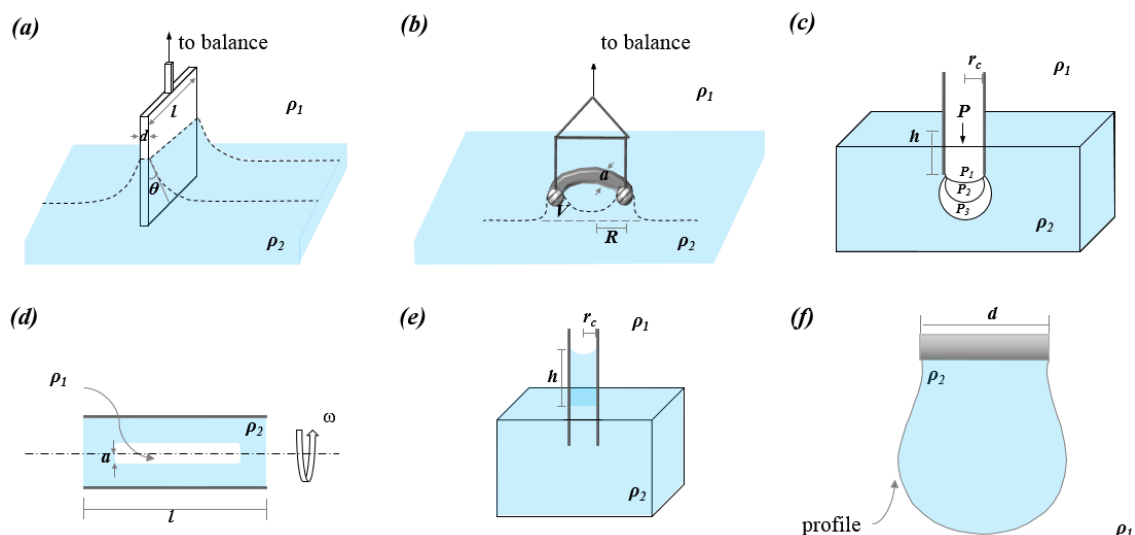 (a)
to balance
l
d
θ
ρ1
ρ2
(b)
to balance
ρ1
a
V
R
ρ2
(c)
rc
ρ1
P
h
P1
P2
P3
ρ2
(d)
ρ1
ρ2
ω
a
l
(e)
rc
ρ1
h
ρ2
(f)
d
ρ2
profile
ρ1